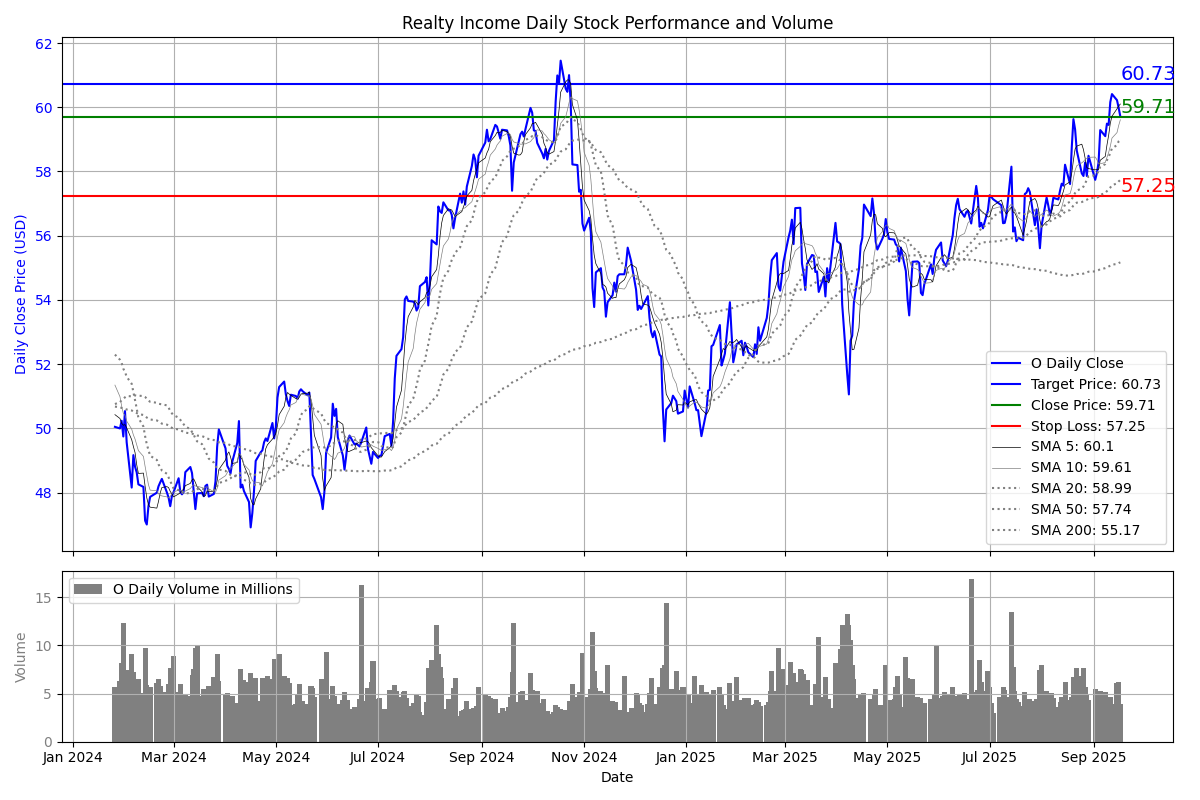 Realty Income Daily Stock Performance and Volume
62
60
58
56
54
52
50
48
Daily Close Price (USD)
60.73
59.71
57.25
O Daily Close
Target Price: 60.73
Close Price: 59.71
Stop Loss: 57.25
SMA 5: 60.1
SMA 10: 59.61
SMA 20: 58.99
SMA 50: 57.74
SMA 200: 55.17
15
10
5
0
Volume
O Daily Volume in Millions
Jan 2024 Mar 2024 May 2024 Jul 2024 Sep 2024 Nov 2024 Jan 2025 Mar 2025 May 2025 Jul 2025 Sep 2025
Date